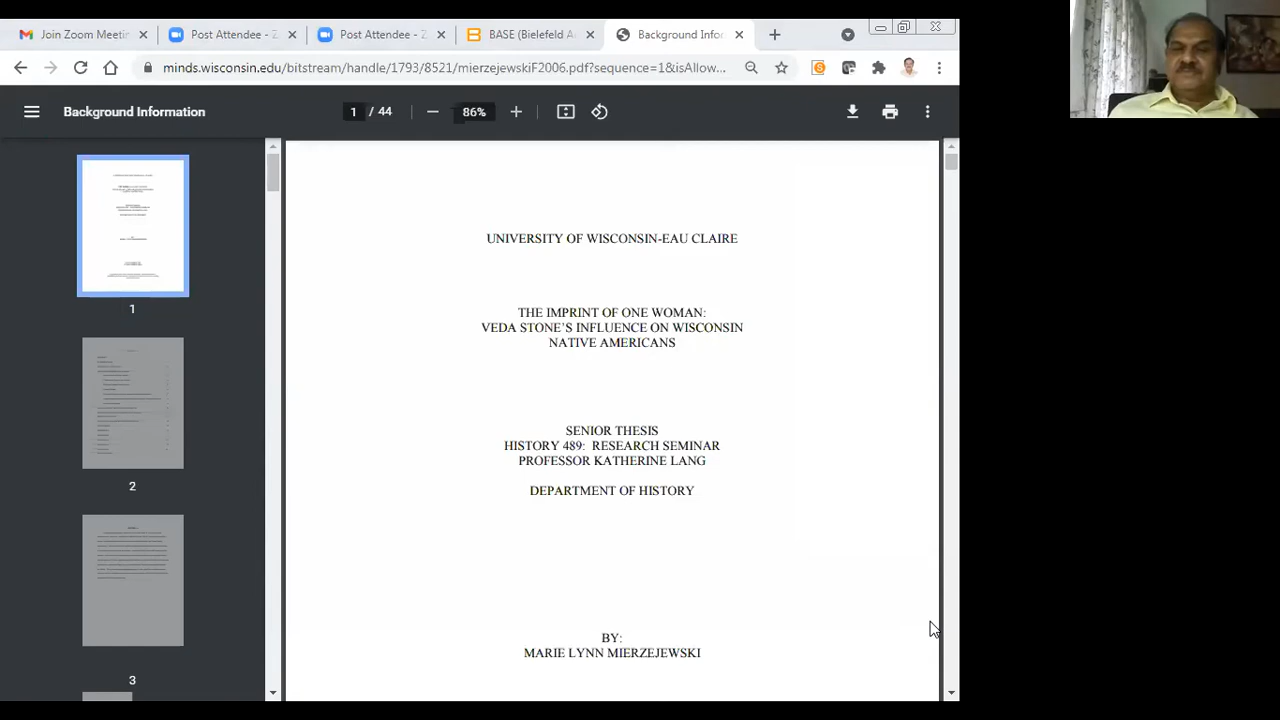 Join Zoom Meetin
Post Attendee - Z
Post Attendee - Z
BASE (Bielefeld Ac
Background Infor
minds.wisconsin.edu/bitstream/handle/1793/8521/mierzejewskiF2006.pdf?sequence=1&isAllow...
Background Information
1 / 44
86%
UNIVERSITY OF WISCONSIN-EAU CLAIRE
THE IMPRINT OF ONE WOMAN:
VEDA STONE'S INFLUENCE ON WISCONSIN
NATIVE AMERICANS
SENIOR THESIS
HISTORY 489: RESEARCH SEMINAR
PROFESSOR KATHERINE LANG
DEPARTMENT OF HISTORY
BY:
MARIE LYNN MIERZEJEWSKI
1
2
3